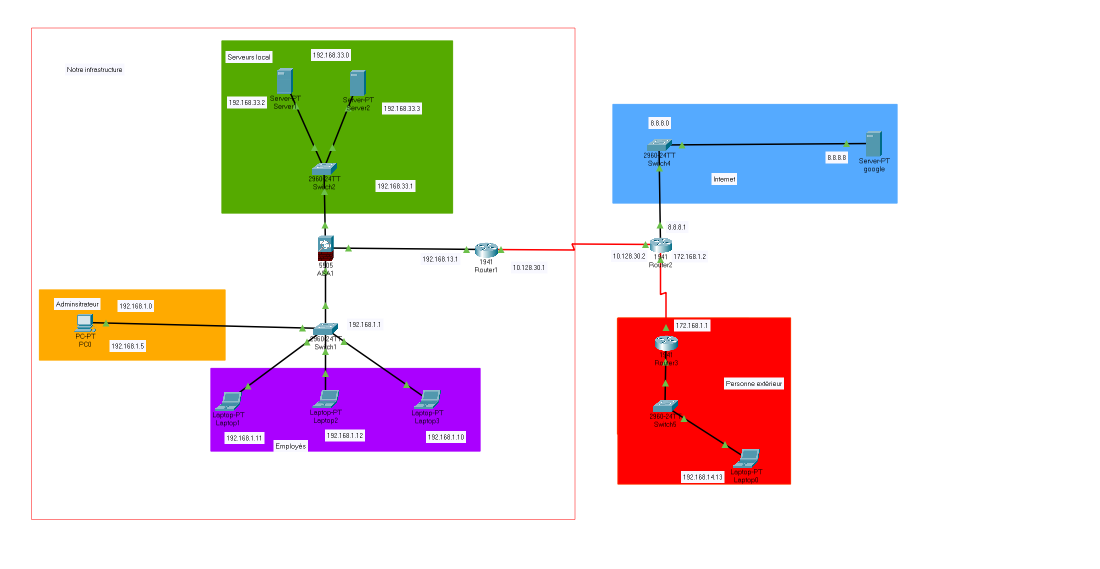 Notre infrastructure
Serveurs local
192.168.33.0
Server-PT
Server1
192.168.33.2
Server-PT
Server2
192.168.33.3
2960-24TT
Switch2
192.168.33.1
5505
ASA1
192.168.13.1
1941
Router1
10.128.30.1
Adminsitrateur
192.168.1.0
PC-PT
PC0
192.168.1.5
192.168.1.1
2960-24TT
Switch1
Laptop-PT
Laptop1
192.168.1.11
Laptop-PT
Laptop2
192.168.1.12
Laptop-PT
Laptop3
192.168.1.10
Employés
8.8.8.0
2960-24TT
Switch4
8.8.8.8
Server-PT
google
Internet
8.8.8.1
10.128.30.2
1941
Router2
172.168.1.2
172.168.1.1
Router3
Personne extérieur
2960-24TT
192.168.14.13
Laptop-PT